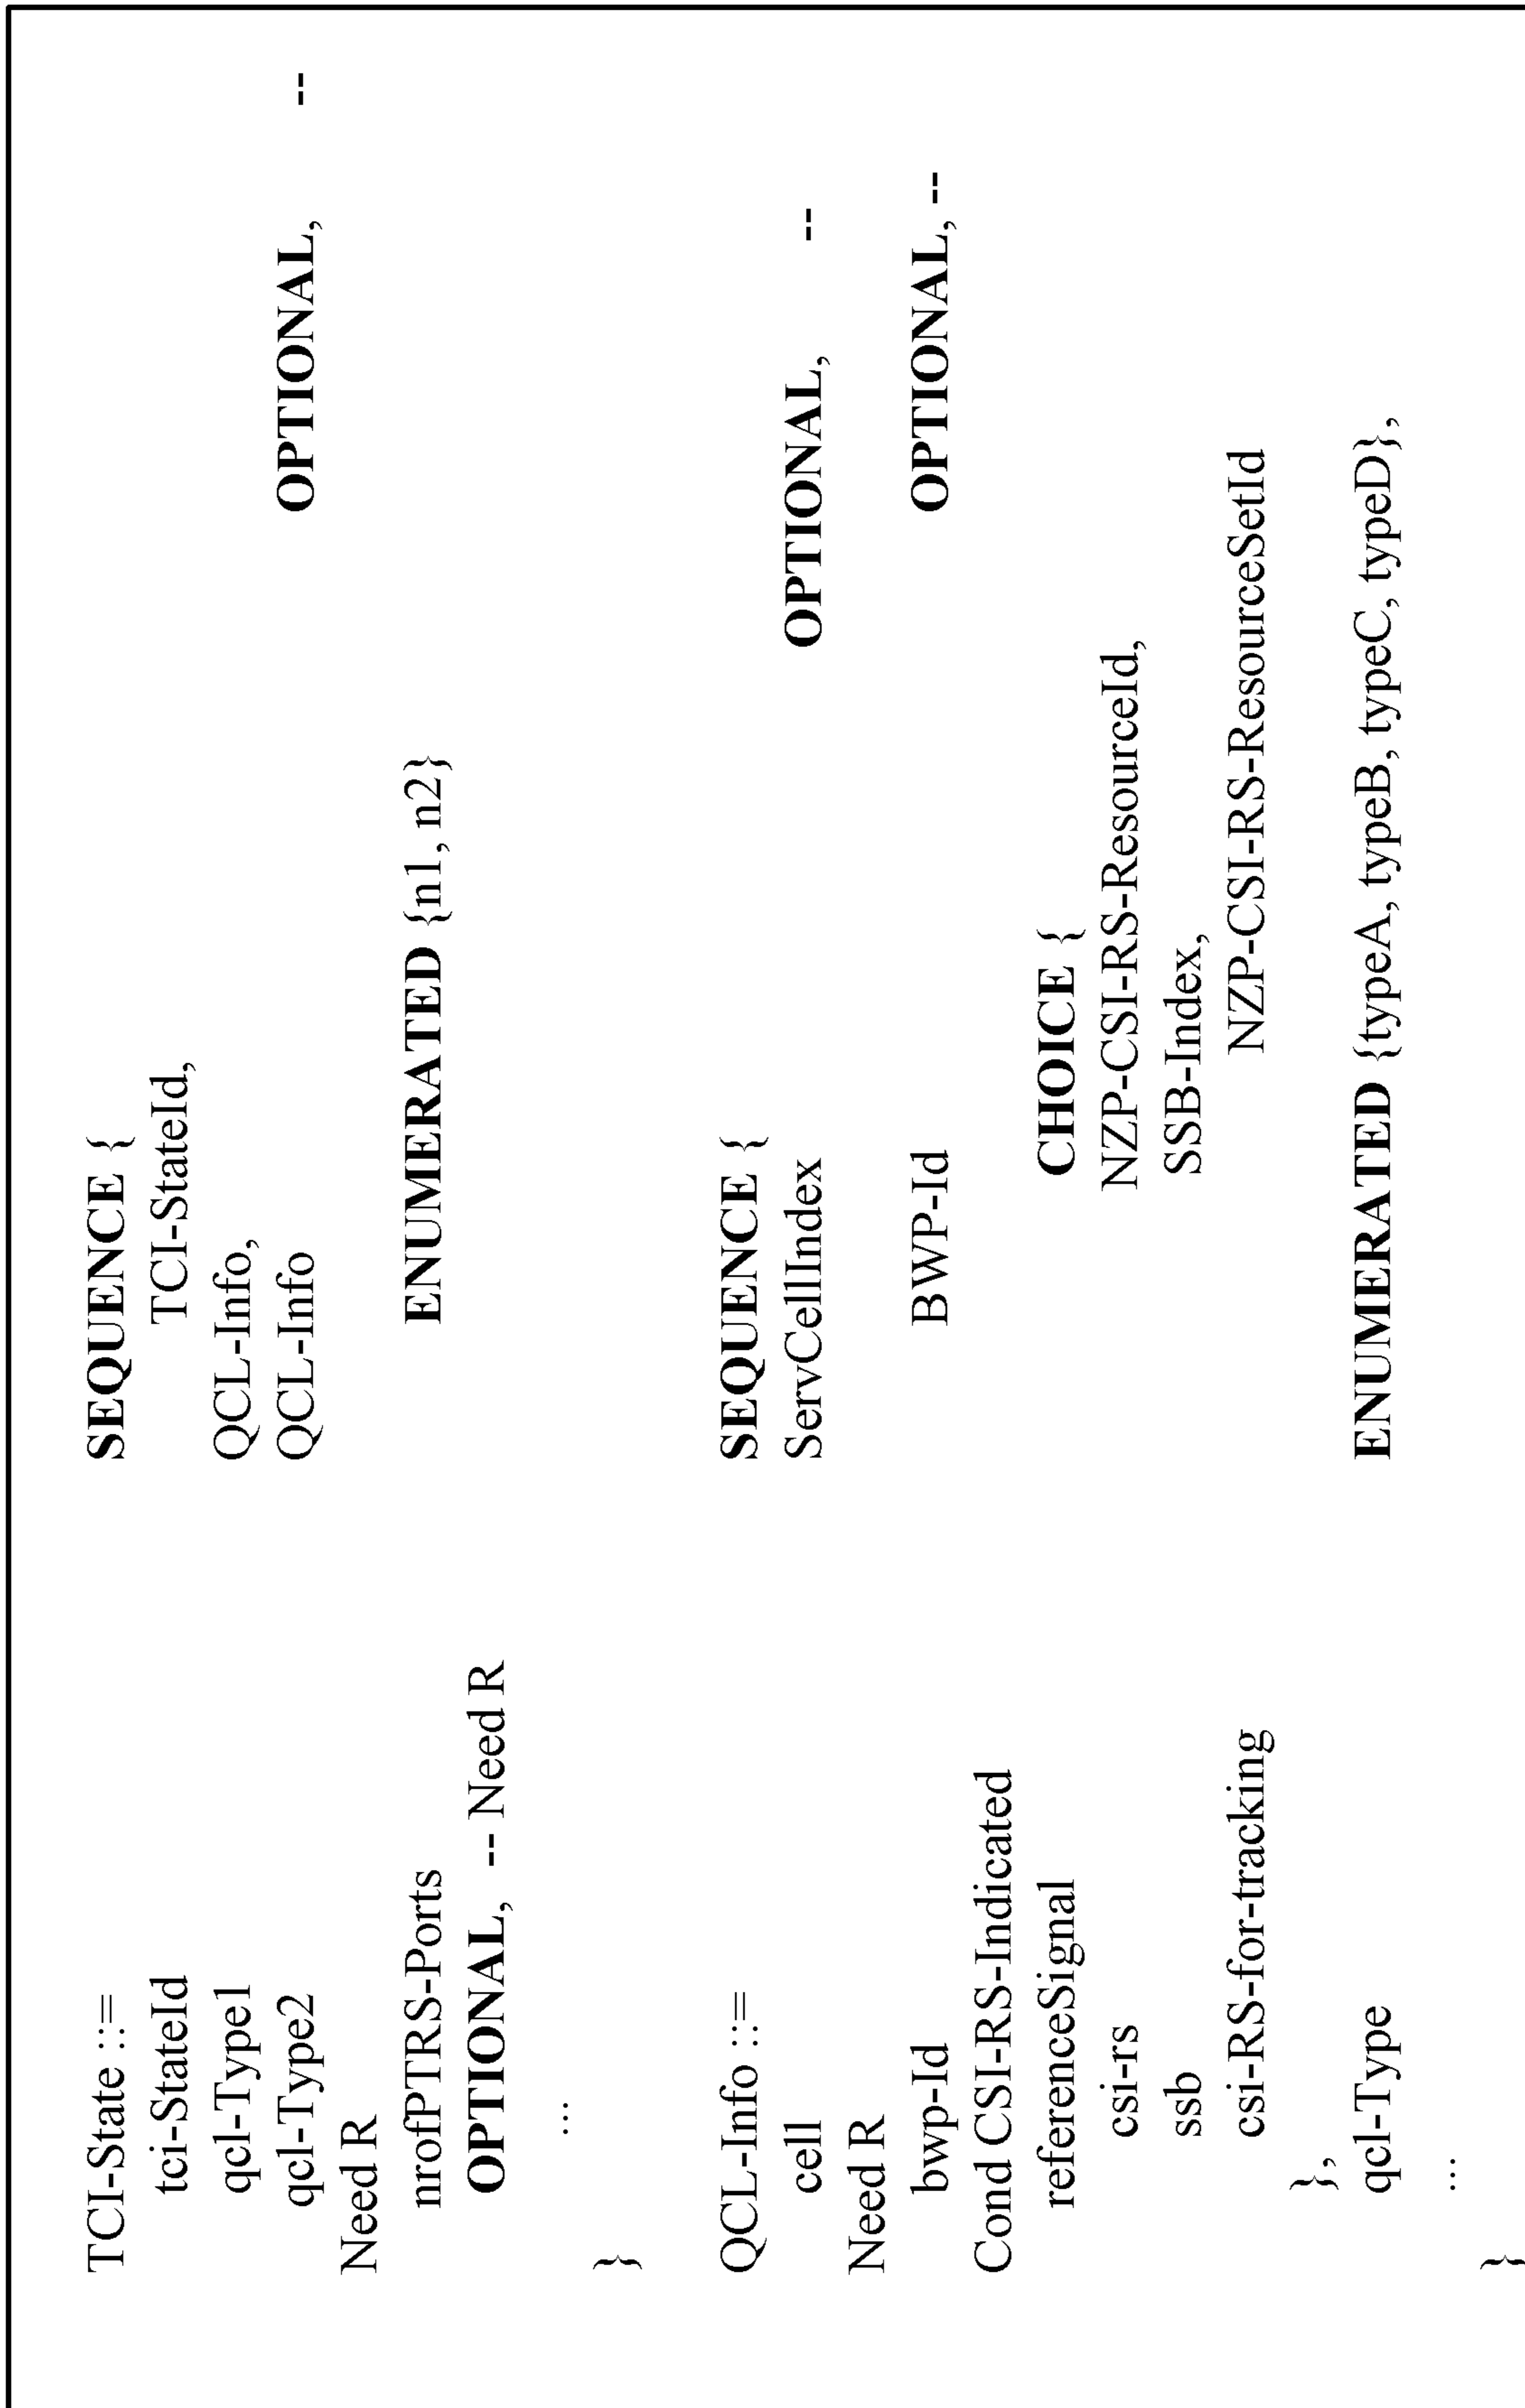 TCI-State ::= SEQUENCE {
tci-StateId TCI-StateId,
qcl-Type1 QCL-Info,
qcl-Type2 QCL-Info OPTIONAL, --
Need R
nrofPTRS-Ports ENUMERATED {n1, n2}
OPTIONAL, -- Need R
...
}
QCL-Info ::= SEQUENCE {
cell ServCellIndex OPTIONAL, --
Need R
bwp-Id BWP-Id OPTIONAL, --
Cond CSI-RS-Indicated
referenceSignal CHOICE {
csi-rs NZP-CSI-RS-ResourceId,
ssb SSB-Index,
csi-RS-for-tracking NZP-CSI-RS-ResourceSetId
},
qcl-Type ENUMERATED {typeA, typeB, typeC, typeD},
...
}